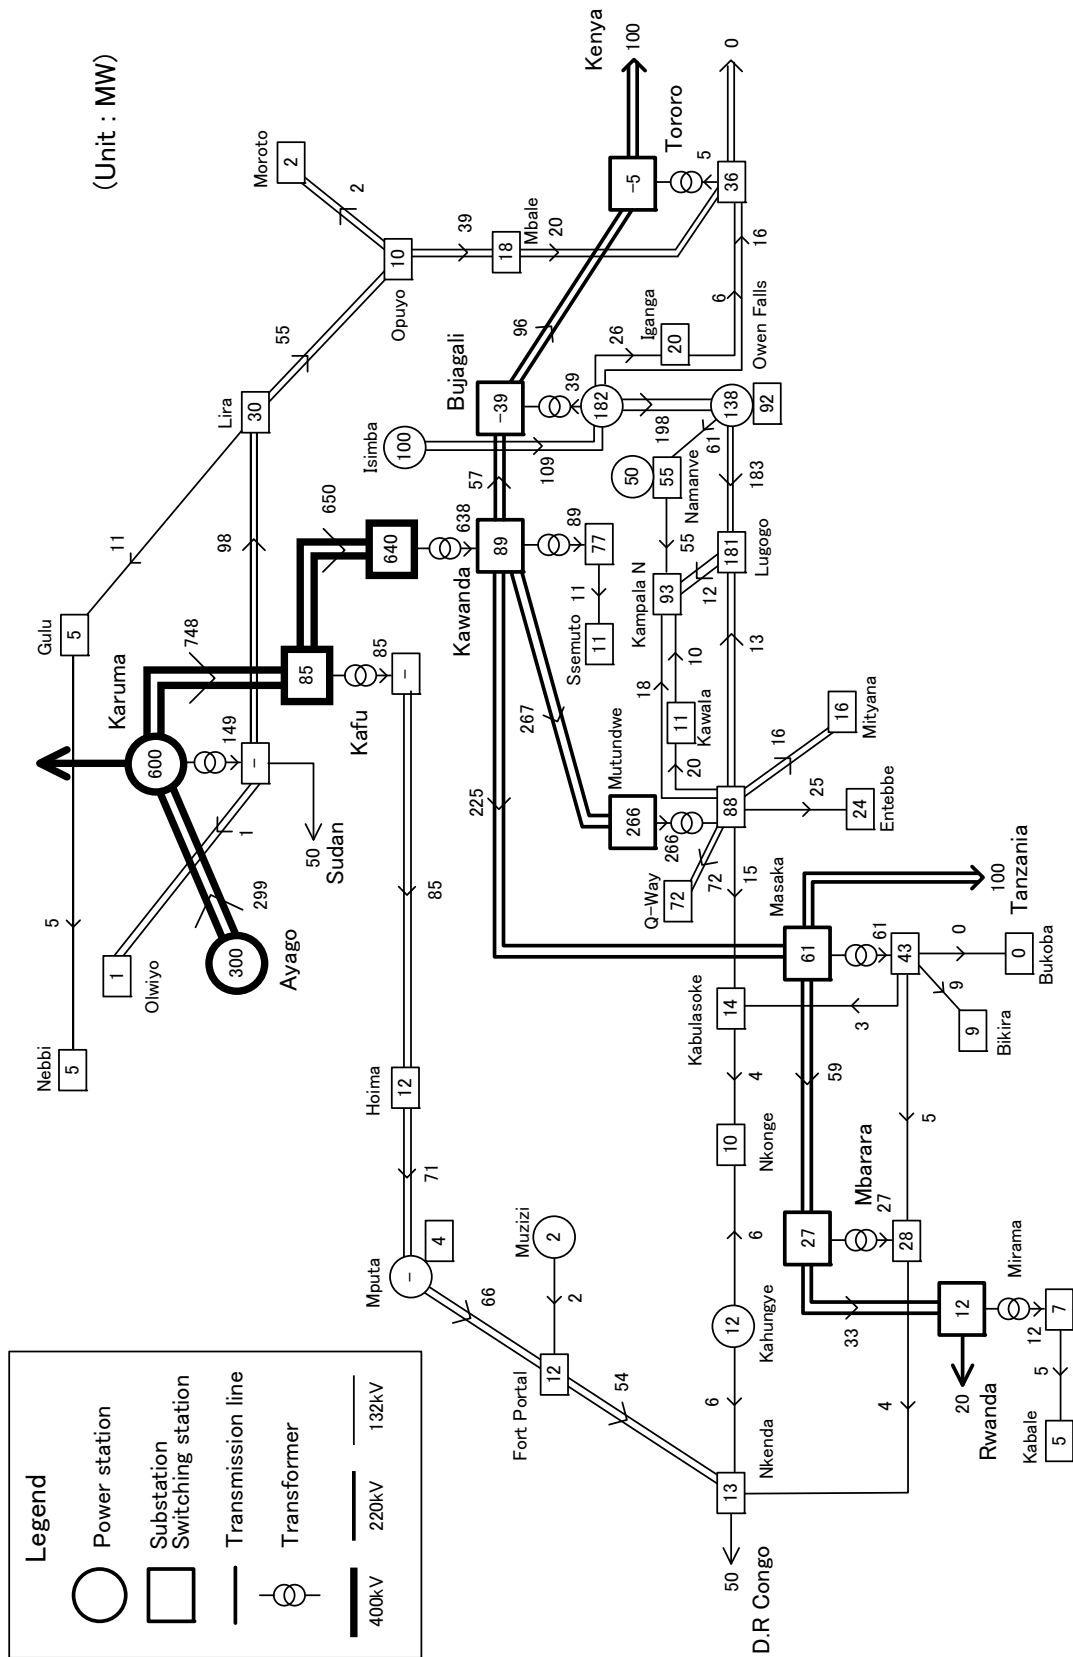 Legend
Power station
Substation
Switching station
Transmission line
Transformer
400kV
220kV
132kV
(Unit : MW)
Nebbi
5
5
Gulu
5
11
Olwiyo
1
1
Karuma
600
748
149
-
50
Sudan
Ayago
300
299
98
Lira
30
55
Moroto
2
2
Opuyo
10
39
Mbale
18
20
Kafu
85
85
-
85
650
640
638
Hoima
12
71
Mputa
-
4
66
Muzizi
2
2
Fort Portal
12
54
Kawanda
89
89
77
11
Ssemuto
11
57
Bujagali
-39
39
96
Tororo
-5
5
36
Kenya
100
0
Isimba
100
109
182
26
Iganga
20
6
16
Owen Falls
198
138
92
61
183
Namanve
50
55
55
Kampala N
93
12
Lugogo
181
13
10
18
Kawala
11
20
267
Mutundwe
266
266
88
Q-Way
72
72
16
Mityana
16
25
Entebbe
24
15
225
Masaka
61
61
43
100
Tanzania
0
Bukoba
0
9
Bikira
9
3
Kabulasoke
14
4
Nkonge
10
6
Kahungye
12
6
Nkenda
13
50
D.R Congo
59
5
Mbarara
27
27
28
4
33
12
Mirama
12
7
20
Rwanda
5
Kabale
5